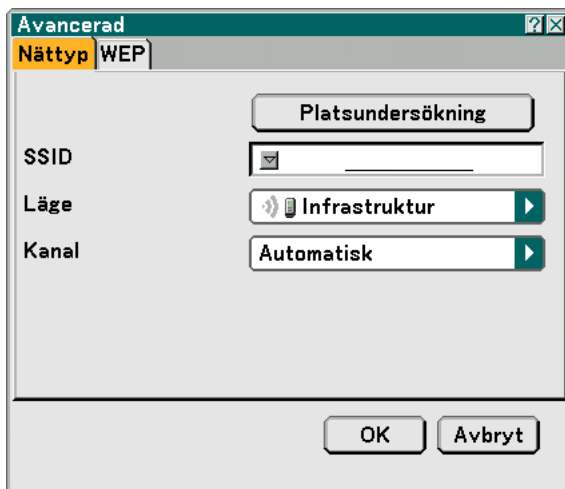 Avancerad
Nättyp WEP
Platsundersökning
SSID
Läge Infrastruktur
Kanal Automatisk
OK Avbryt